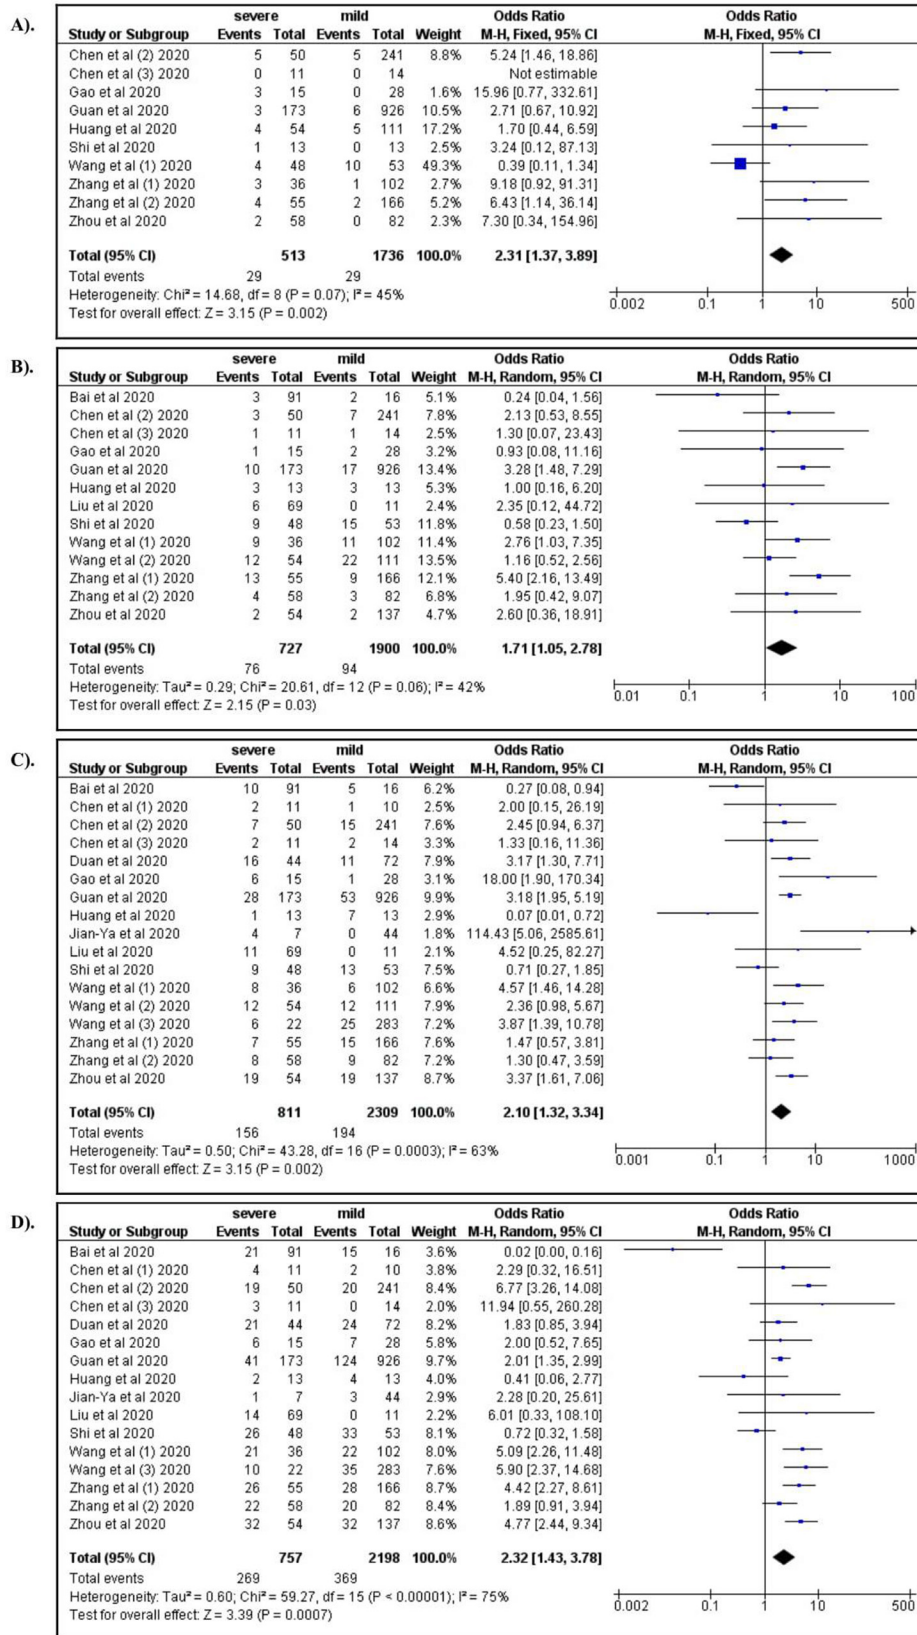 A).
severe mild Odds Ratio Odds Ratio
Study or Subgroup Events Total Events Total Weight M-H, Fixed, 95% CI M-H, Fixed, 95% CI
Chen et al (2) 2020 5 50 5 241 8.8% 5.24 [1.46, 18.86]
Chen et al (3) 2020 0 11 0 14 Not estimable
Gao et al 2020 3 15 0 28 1.6% 15.96 [0.77, 332.61]
Guan et al 2020 3 173 6 926 10.5% 2.71 [0.67, 10.92]
Huang et al 2020 4 54 5 111 17.2% 1.70 [0.44, 6.59]
Shi et al 2020 1 13 0 13 2.5% 3.24 [0.12, 87.13]
Wang et al (1) 2020 4 48 10 53 49.3% 0.39 [0.11, 1.34]
Zhang et al (1) 2020 3 36 1 102 2.7% 9.18 [0.92, 91.31]
Zhang et al (2) 2020 4 55 2 166 5.2% 6.43 [1.14, 36.14]
Zhou et al 2020 2 58 0 82 2.3% 7.30 [0.34, 154.96]
Total (95% CI) 513 1736 100.0% 2.31 [1.37, 3.89]
Total events 29 29
Heterogeneity: Chi² = 14.68, df = 8 (P = 0.07); I² = 45%
Test for overall effect: Z = 3.15 (P = 0.002)
0.002 0.1 1 10 500
B).
severe mild Odds Ratio Odds Ratio
Study or Subgroup Events Total Events Total Weight M-H, Random, 95% CI M-H, Random, 95% CI
Bai et al 2020 3 91 2 16 5.1% 0.24 [0.04, 1.56]
Chen et al (2) 2020 3 50 7 241 7.8% 2.13 [0.53, 8.55]
Chen et al (3) 2020 1 11 1 14 2.5% 1.30 [0.07, 23.43]
Gao et al 2020 1 15 2 28 3.2% 0.93 [0.08, 11.16]
Guan et al 2020 10 173 17 926 13.4% 3.28 [1.48, 7.29]
Huang et al 2020 3 13 3 13 5.3% 1.00 [0.16, 6.20]
Liu et al 2020 6 69 0 11 2.4% 2.35 [0.12, 44.72]
Shi et al 2020 9 48 15 53 11.8% 0.58 [0.23, 1.50]
Wang et al (1) 2020 9 36 11 102 11.4% 2.76 [1.03, 7.35]
Wang et al (2) 2020 12 54 22 111 13.5% 1.16 [0.52, 2.56]
Zhang et al (1) 2020 13 55 9 166 12.1% 5.40 [2.16, 13.49]
Zhang et al (2) 2020 4 58 3 82 6.8% 1.95 [0.42, 9.07]
Zhou et al 2020 2 54 2 137 4.7% 2.60 [0.36, 18.91]
Total (95% CI) 727 1900 100.0% 1.71 [1.05, 2.78]
Total events 76 94
Heterogeneity: Tau² = 0.29; Chi² = 20.61, df = 12 (P = 0.06); I² = 42%
Test for overall effect: Z = 2.15 (P = 0.03)
0.01 0.1 1 10 100
C).
severe mild Odds Ratio Odds Ratio
Study or Subgroup Events Total Events Total Weight M-H, Random, 95% CI M-H, Random, 95% CI
Bai et al 2020 10 91 5 16 6.2% 0.27 [0.08, 0.94]
Chen et al (1) 2020 2 11 1 10 2.5% 2.00 [0.15, 26.19]
Chen et al (2) 2020 7 50 15 241 7.6% 2.45 [0.94, 6.37]
Chen et al (3) 2020 2 11 2 14 3.3% 1.33 [0.16, 11.36]
Duan et al 2020 16 44 11 72 7.9% 3.17 [1.30, 7.71]
Gao et al 2020 6 15 1 28 3.1% 18.00 [1.90, 170.34]
Guan et al 2020 28 173 53 926 9.9% 3.18 [1.95, 5.19]
Huang et al 2020 1 13 7 13 2.9% 0.07 [0.01, 0.72]
Jian-Ya et al 2020 4 7 0 44 1.8% 114.43 [5.06, 2585.61]
Liu et al 2020 11 69 0 11 2.1% 4.52 [0.25, 82.27]
Shi et al 2020 9 48 13 53 7.5% 0.71 [0.27, 1.85]
Wang et al (1) 2020 8 36 6 102 6.9% 4.57 [1.46, 14.28]
Wang et al (2) 2020 12 54 12 111 7.9% 2.36 [0.98, 5.67]
Wang et al (3) 2020 6 22 25 283 7.2% 3.87 [1.39, 10.78]
Zhang et al (1) 2020 7 55 15 166 7.6% 1.47 [0.57, 3.81]
Zhang et al (2) 2020 8 58 9 82 7.2% 1.30 [0.47, 3.59]
Zhou et al 2020 19 54 19 137 8.7% 3.37 [1.61, 7.06]
Total (95% CI) 811 2309 100.0% 2.10 [1.32, 3.34]
Total events 156 194
Heterogeneity: Tau² = 0.50; Chi² = 43.28, df = 16 (P = 0.0003); I² = 63%
Test for overall effect: Z = 3.15 (P = 0.002)
0.001 0.1 1 10 1000
D).
severe mild Odds Ratio Odds Ratio
Study or Subgroup Events Total Events Total Weight M-H, Random, 95% CI M-H, Random, 95% CI
Bai et al 2020 21 91 15 16 3.6% 0.02 [0.00, 0.16]
Chen et al (1) 2020 4 11 2 10 3.8% 2.29 [0.32, 16.51]
Chen et al (2) 2020 19 50 20 241 8.4% 6.77 [3.26, 14.08]
Chen et al (3) 2020 3 11 0 14 2.0% 11.94 [0.55, 260.28]
Duan et al 2020 21 44 24 72 8.3% 1.83 [0.85, 3.94]
Gao et al 2020 6 15 7 28 5.8% 2.00 [0.52, 7.65]
Guan et al 2020 41 173 124 926 9.7% 2.01 [1.35, 2.99]
Huang et al 2020 2 13 4 13 4.0% 0.41 [0.06, 2.77]
Jian-Ya et al 2020 1 7 3 44 2.9% 2.28 [0.20, 25.61]
Liu et al 2020 14 69 0 11 2.2% 6.01 [0.33, 108.10]
Shi et al 2020 26 48 33 53 8.2% 0.72 [0.32, 1.58]
Wang et al (1) 2020 21 36 22 102 8.0% 5.09 [2.26, 11.48]
Wang et al (3) 2020 10 22 35 283 7.6% 5.90 [2.37, 14.68]
Zhang et al (1) 2020 26 55 28 166 8.7% 4.42 [2.27, 8.61]
Zhang et al (2) 2020 22 58 20 82 8.4% 1.89 [0.91, 3.94]
Zhou et al 2020 32 54 32 137 8.6% 4.77 [2.44, 9.34]
Total (95% CI) 757 2198 100.0% 2.32 [1.43, 3.78]
Total events 269 369
Heterogeneity: Tau² = 0.60; Chi² = 59.27, df = 15 (P < 0.00001); I² = 75%
Test for overall effect: Z = 3.39 (P = 0.0007)
0.002 0.1 1 10 500